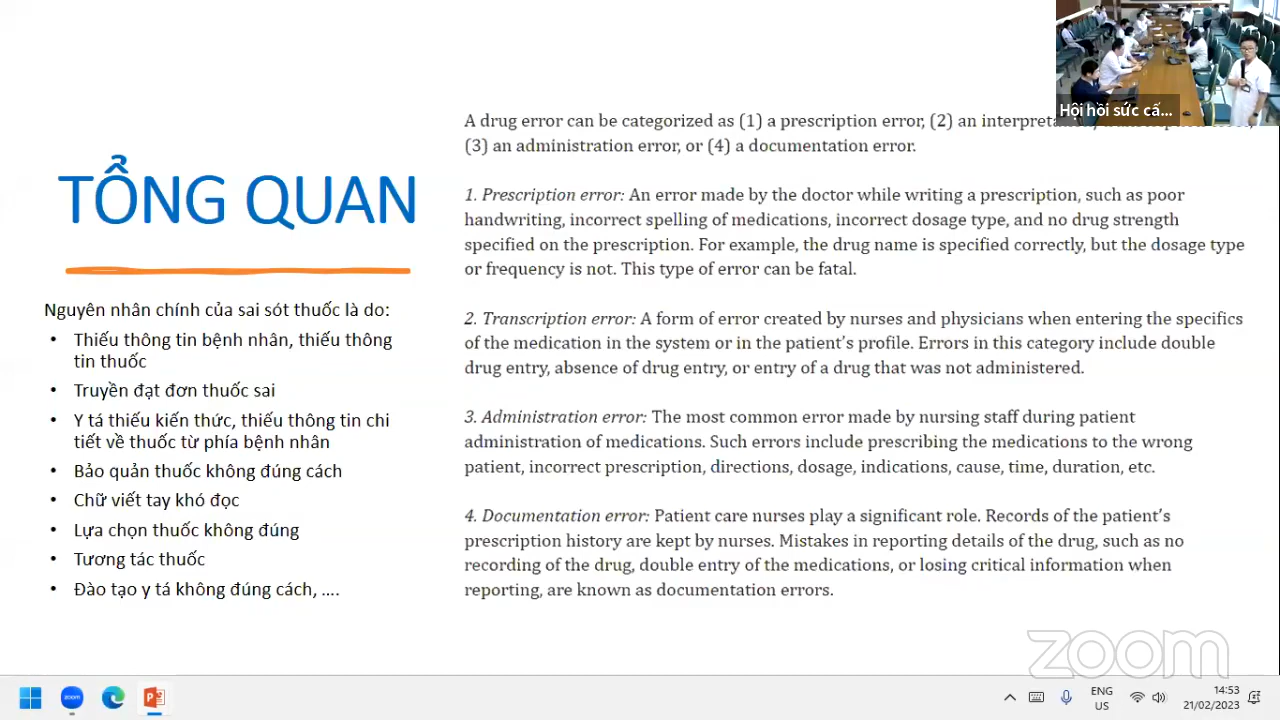 Hội hồi sức cấ...
TỔNG QUAN
Nguyên nhân chính của sai sót thuốc là do:
• Thiếu thông tin bệnh nhân, thiếu thông
tin thuốc
• Truyền đạt đơn thuốc sai
• Y tá thiếu kiến thức, thiếu thông tin chi
tiết về thuốc từ phía bệnh nhân
• Bảo quản thuốc không đúng cách
• Chữ viết tay khó đọc
• Lựa chọn thuốc không đúng
• Tương tác thuốc
• Đào tạo y tá không đúng cách, ....
A drug error can be categorized as (1) a prescription error, (2) an
(3) an administration error, or (4) a documentation error.
1. Prescription error: An error made by the doctor while writing a prescription, such as poor
handwriting, incorrect spelling of medications, incorrect dosage type, and no drug strength
specified on the prescription. For example, the drug name is specified correctly, but the dosage type
or frequency is not. This type of error can be fatal.
2. Transcription error: A form of error created by nurses and physicians when entering the specifics
of the medication in the system or in the patient's profile. Errors in this category include double
drug entry, absence of drug entry, or entry of a drug that was not administered.
3. Administration error: The most common error made by nursing staff during patient
administration of medications. Such errors include prescribing the medications to the wrong
patient, incorrect prescription, directions, dosage, indications, cause, time, duration, etc.
4. Documentation error: Patient care nurses play a significant role. Records of the patient's
prescription history are kept by nurses. Mistakes in reporting details of the drug, such as no
recording of the drug, double entry of the medications, or losing critical information when
reporting, are known as documentation errors.
zoom
zoom
ENG
US
14:53
21/02/2023